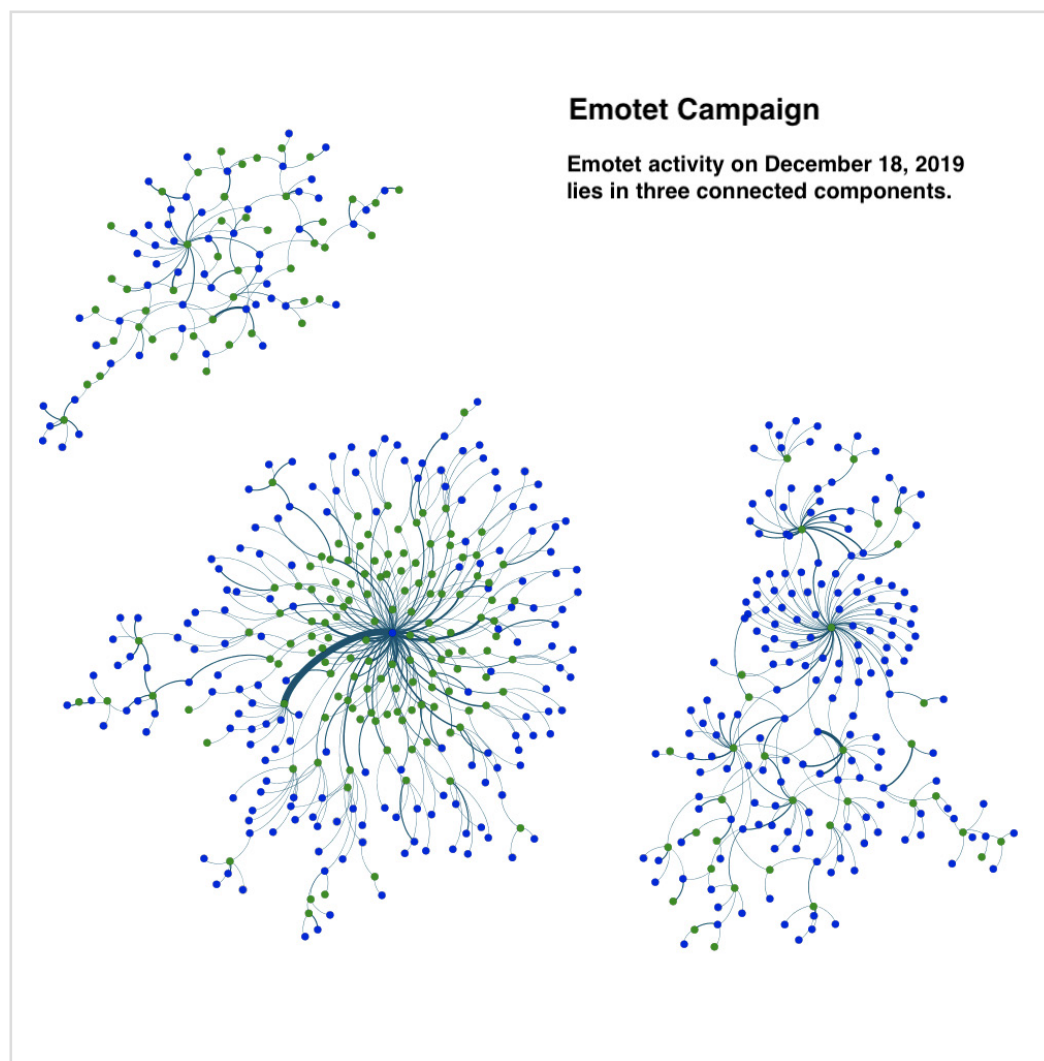 Emotet Campaign
Emotet activity on December 18, 2019
lies in three connected components.